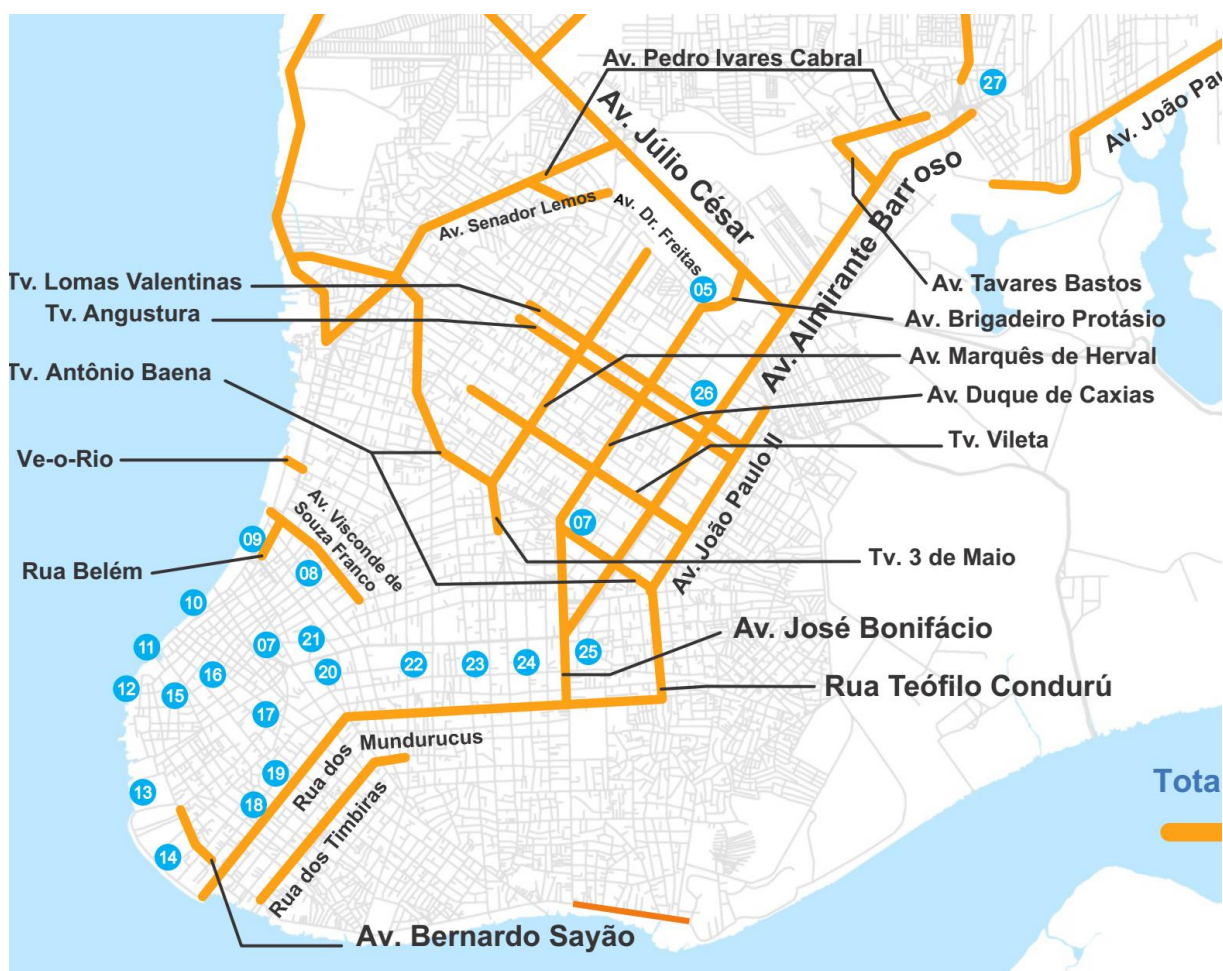 Av. Pedro Ivares Cabral
27
Av. João Pau
Av. Júlio César
Av. Almirante Barroso
Av. Senador Lemos
Av. Dr. Freitas
Tv. Lomas Valentinas
05
Av. Tavares Bastos
Tv. Angustura
Av. Brigadeiro Protásio
Av. Marquês de Herval
Tv. Antônio Baena
26
Av. Duque de Caxias
Tv. Vileta
Ve-o-Rio
Av. João Paulo II
Av. Visconde de
Souza Franco
07
09
Tv. 3 de Maio
Rua Belém
08
10
Av. José Bonifácio
11
07
21
25
24
23
22
20
16
12
15
Rua Teófilo Condurú
17
Rua dos Mundurucus
19
13
18
Tota
Rua dos Timbiras
14
Av. Bernardo Sayão